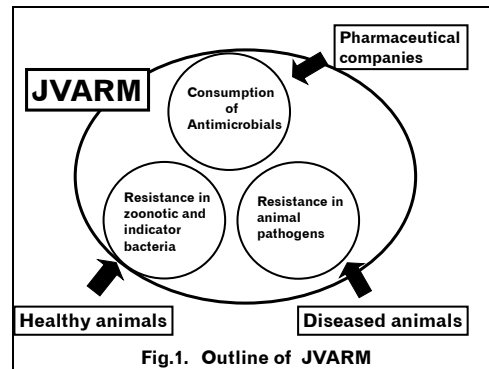 Pharmaceutical
companies
JVARM
Consumption
of
Antimicrobials
Resistance in
zoonotic and
indicator
bacteria
Resistance in
animal
pathogens
Healthy animals
Diseased animals
Fig.1. Outline of JVARM